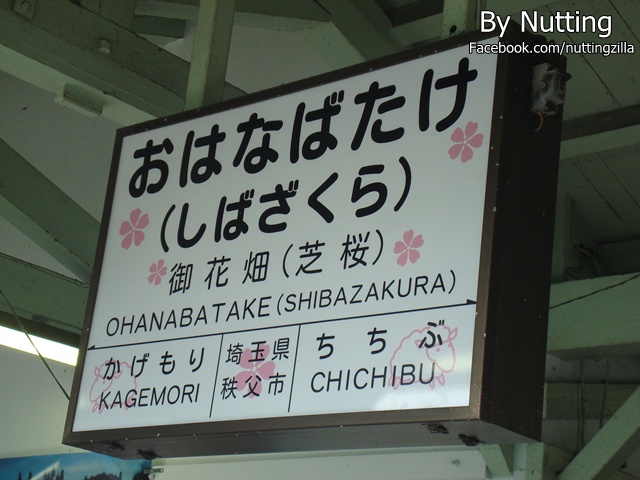 By Nutting
Facebook.com/nuttingzilla
おはなばたけ
(しばざくら)
御花畑(芝桜)
OHANABATAKE (SHIBAZAKURA)
かげもり
KAGEMORI
埼玉県
秩父市
ちちぶ
CHICHIBU